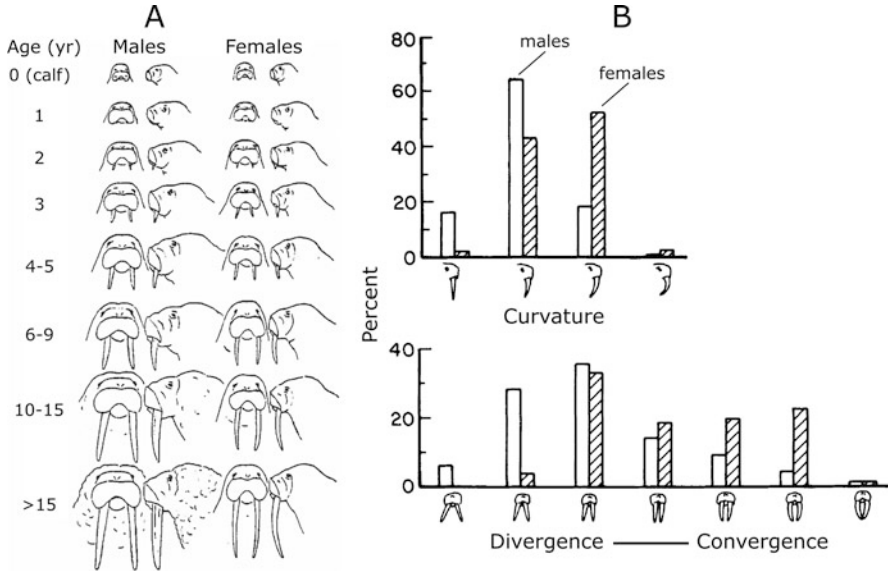 A
Age (yr) Males Females
0 (calf)
1
2
3
4-5
6-9
10-15
>15
B
80
60
40
20
0
males
females
Curvature
Percent
40
20
0
Divergence Convergence